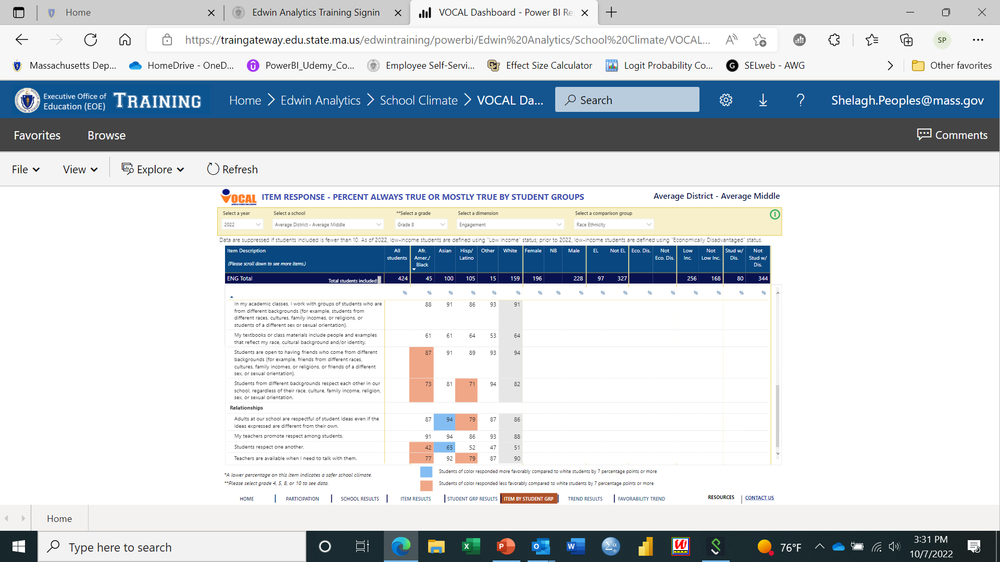 Home
Edwin Analytics Training Signin
VOCAL Dashboard - Power BI Re
https://traingateway.edu.state.ma.us/edwintraining/powerbi/Edwin%20Analytics/School%20Climate/VOCAL...
SP
Massachusetts Dep...
HomeDrive - OneD...
PowerBI_Udemy_Co...
Employee Self-Servi...
Effect Size Calculator
Logit Probability Co...
SELweb - AWG
Other favorites
Executive Office of
Education (EOE)
TRAINING
Home > Edwin Analytics > School Climate > VOCAL Da...
Search
Shelagh.Peoples@mass.gov
Favorites
Browse
Comments
File
View
Explore
Refresh
VOCAL
ITEM RESPONSE - PERCENT ALWAYS TRUE OR MOSTLY TRUE BY STUDENT GROUPS
Average District - Average Middle
Select a year
Select a school
**Select a grade
Select a dimension
Select a comparison group
2022
Average District - Average Middle
Grade 8
Engagement
Race Ethnicity
Data are suppressed if students included is fewer than 10. As of 2022, low-income students are defined using "Low Income" status; prior to 2022, low-income students are defined using "Economically Disadvantaged" status.
Item Description
(Please scroll down to see more items.)
All students
Afr. Amer./ Black
Asian
Hisp/ Latino
Other
White
Female
NB
Male
EL
Not EL
Eco. Dis.
Not Eco. Dis.
Low Inc.
Not Low Inc.
Stud w/ Dis.
Not Stud w/ Dis.
ENG Total Total students included: 424 45 100 105 15 159 196 228 97 327 256 168 80 344
% % % % % % % % % % % % % % % % %
In my academic classes, I work with groups of students who are
from different backgrounds (for example, students from
different races, cultures, family incomes, or religions, or
students of a different sex or sexual orientation).
88 91 86 93 91
My textbooks or class materials include people and examples
that reflect my race, cultural background and/or identity.
61 61 64 53 64
Students are open to having friends who come from different
backgrounds (for example, friends from different races,
cultures, family incomes, or religions, or friends of a different
sex, or sexual orientation).
87 91 89 93 94
Students from different backgrounds respect each other in our
school, regardless of their race, culture, family income, religion,
sex, or sexual orientation.
73 81 71 94 82
Relationships
Adults at our school are respectful of student ideas even if the
ideas expressed are different from their own.
87 94 79 87 86
My teachers promote respect among students.
91 94 86 93 88
Students respect one another.
42 65 52 47 51
Teachers are available when I need to talk with them.
77 92 79 87 90
*A lower percentage on this item indicates a safer school climate.
**Please select grade 4, 5, 8, or 10 to see data.
Students of color responded more favorably compared to white students by 7 percentage points or more
Students of color responded less favorably compared to white students by 7 percentage points or more
HOME
PARTICIPATION
SCHOOL RESULTS
ITEM RESULTS
STUDENT GRP RESULTS
ITEM BY STUDENT GRP
TREND RESULTS
FAVORABILITY TREND
RESOURCES
CONTACT US
Home
Type here to search
76°F
3:31 PM
10/7/2022